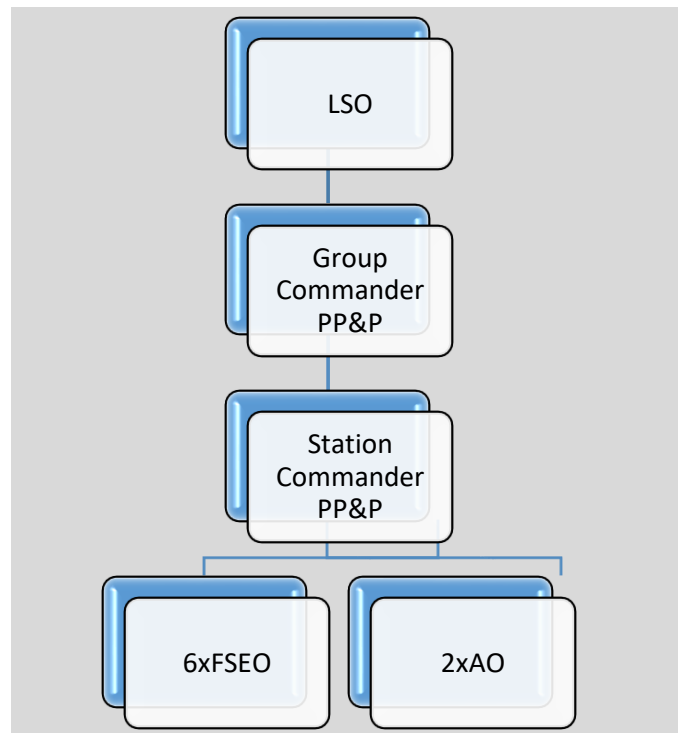 LSO
Group
Commander
PP&P
Station
Commander
PP&P
6xFSEO
2xAO